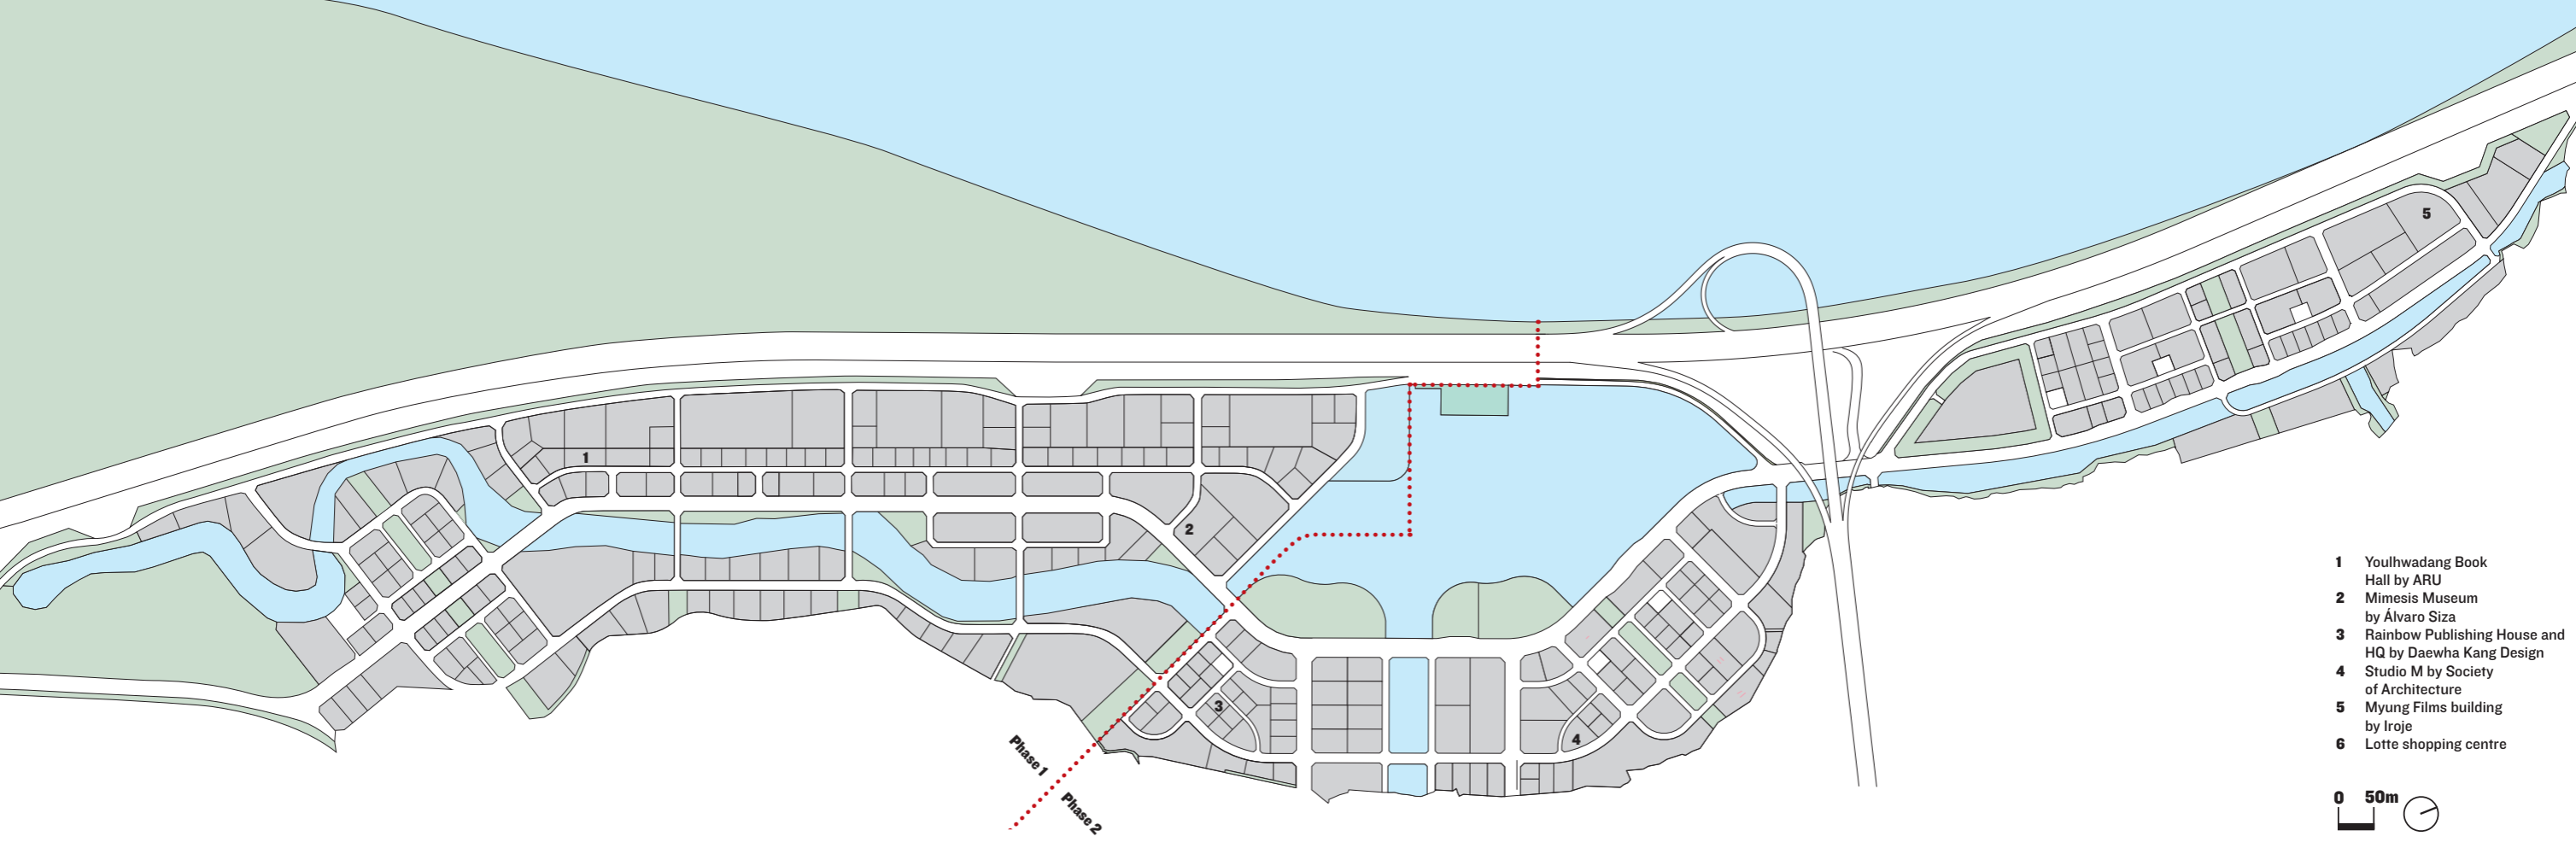 5
1
2
3
4
Phase 1
Phase 2
1 Youlhwadang Book
Hall by ARU
2 Mimesis Museum
by Álvaro Siza
3 Rainbow Publishing House and
HQ by Daewha Kang Design
4 Studio M by Society
of Architecture
5 Myung Films building
by Iroje
6 Lotte shopping centre
0 50m